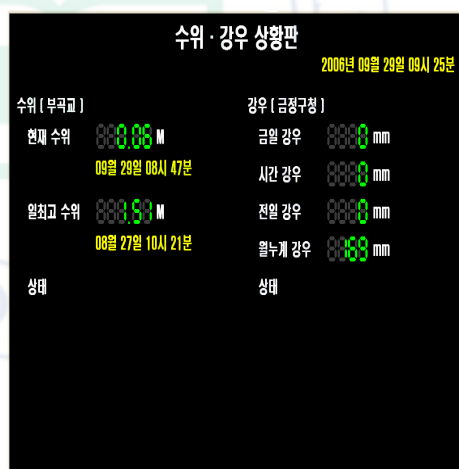 수위 · 강우 상황판
2006년 09월 29일 09시 25분
수위 ( 부곡교 )
현재 수위 0.06 M
09월 29일 08시 47분
일최고 수위 1.51 M
08월 27일 10시 21분
상태
강우 ( 금정구청 )
금일 강우 0 mm
시간 강우 0 mm
전일 강우 0 mm
월누계 강우 169 mm
상태